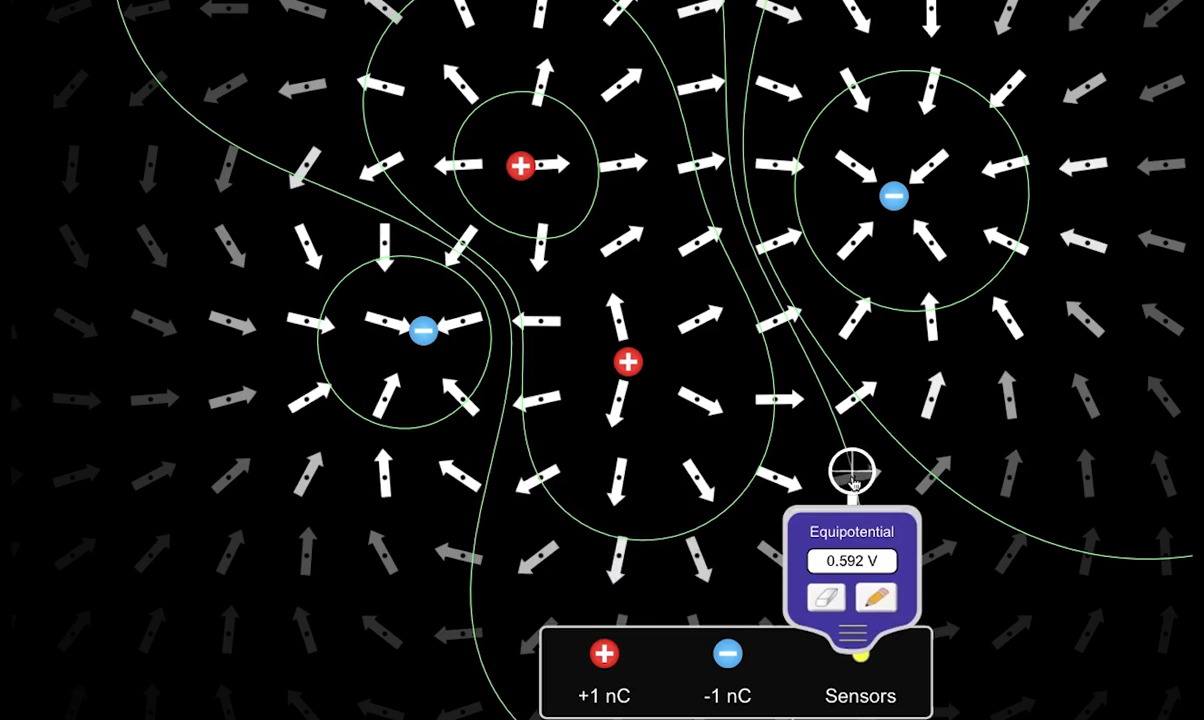 Equipotential
0.592 V
+1 nC
-1 nC
Sensors